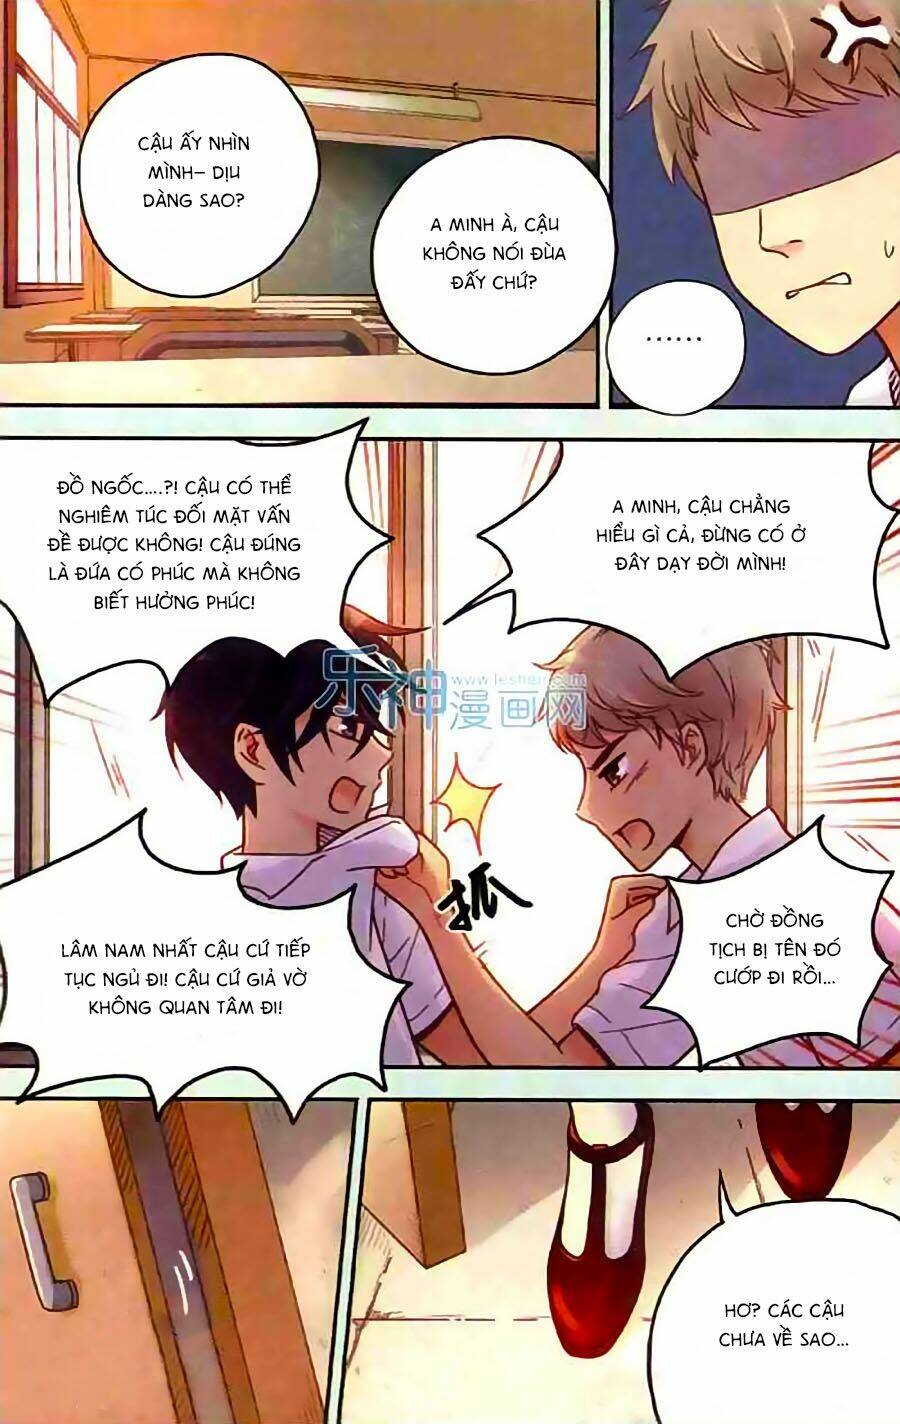 CẬU ẤY NHÌN
MÌNH– DỊU
DÀNG SAO?
A MINH À, CẬU
KHÔNG NÓI ĐÙA
ĐẤY CHỨ?
......
ĐỒ NGỐC....?! CẬU CÓ THỂ
NGHIÊM TÚC ĐỐI MẶT VẤN
ĐỀ ĐƯỢC KHÔNG! CẬU ĐÚNG
LÀ ĐỨA CÓ PHÚC MÀ KHÔNG
BIẾT HƯỞNG PHÚC!
A MINH, CẬU CHẲNG
HIỂU GÌ CẢ, ĐỪNG CÓ Ở
ĐÂY DẠY ĐỜI MÌNH!
乐神漫画网
www.leshen.com
抓
LÂM NAM NHẤT CẬU CỨ TIẾP
TỤC NGỦ ĐI! CẬU CỨ GIẢ VỜ
KHÔNG QUAN TÂM ĐI!
CHỜ ĐỒNG
TỊCH BỊ TÊN ĐÓ
CƯỚP ĐI RỒI...
HƠ? CÁC CẬU
CHƯA VỀ SAO...